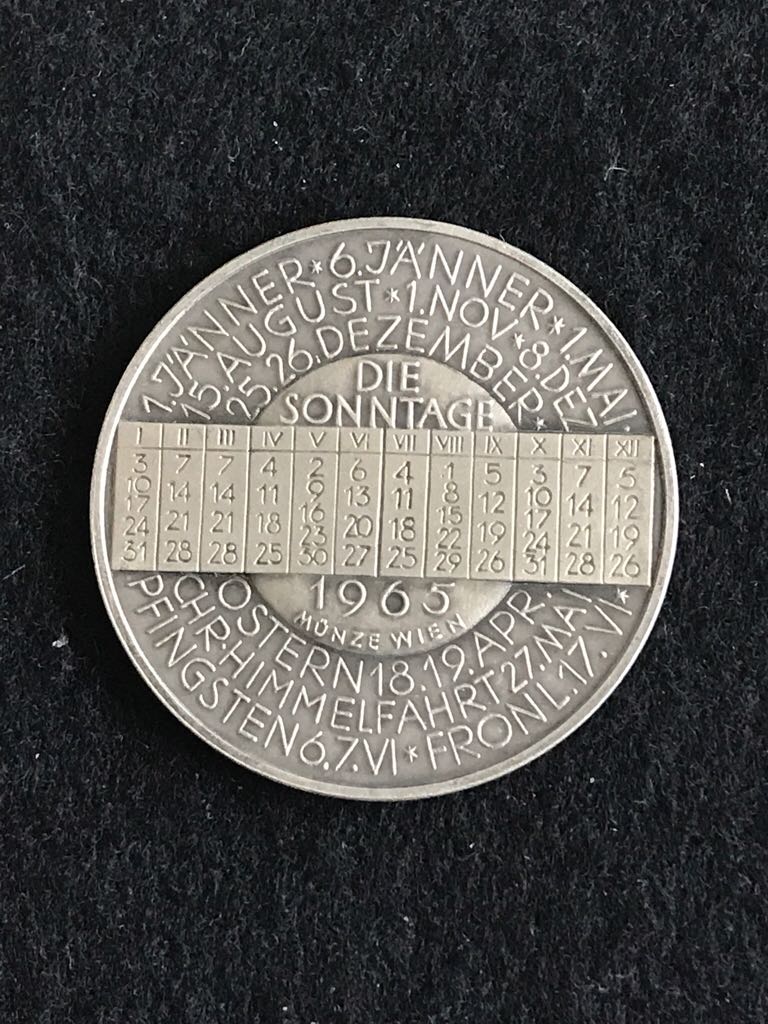 1. JÄNNER * 6. JÄNNER * 1. MAI.
15. AUGUST * 1. NOV * 8. DEZ
25. 26. DEZEMBER *
DIE
SONNTAGE
I II III IV V VI VII VIII IX X XI XII
3 7 7 4 2 6 4 1 5 3 7 5
10 14 14 11 9 13 11 8 12 10 14 12
17 21 21 18 16 20 18 15 19 17 21 19
24 28 28 25 23 27 25 22 26 24 28 26
31 30 29 31
1965
MÜNZE WIEN
OSTERN 18. 19. APR.
CHR. HIMMELFAHRT 27. MAI *
PFINGSTEN 6. 7. VI * FRONL. 17. VI